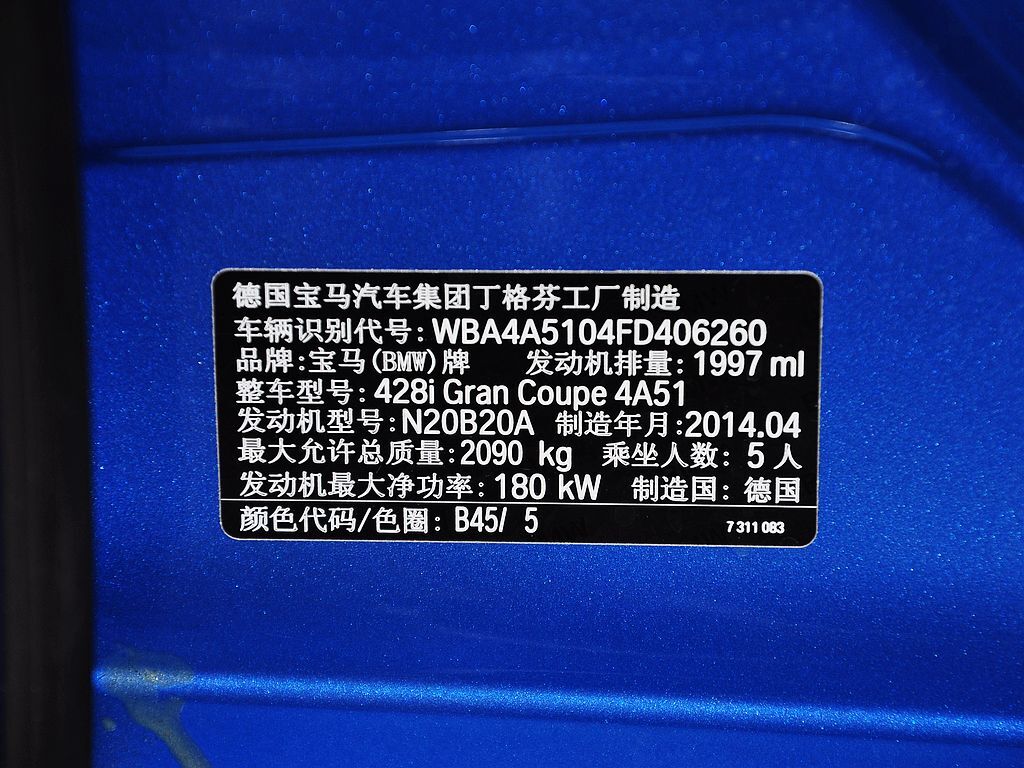 德国宝马汽车集团丁格芬工厂制造
车辆识别代号: WBA4A5104FD406260
品牌:宝马(BMW)牌 发动机排量: 1997 ml
整车型号: 428i Gran Coupe 4A51
发动机型号: N20B20A 制造年月:2014.04
最大允许总质量:2090 kg 乘坐人数: 5 人
发动机最大净功率: 180 kW 制造国: 德国
颜色代码/色圈: B45/ 5 7 311 083